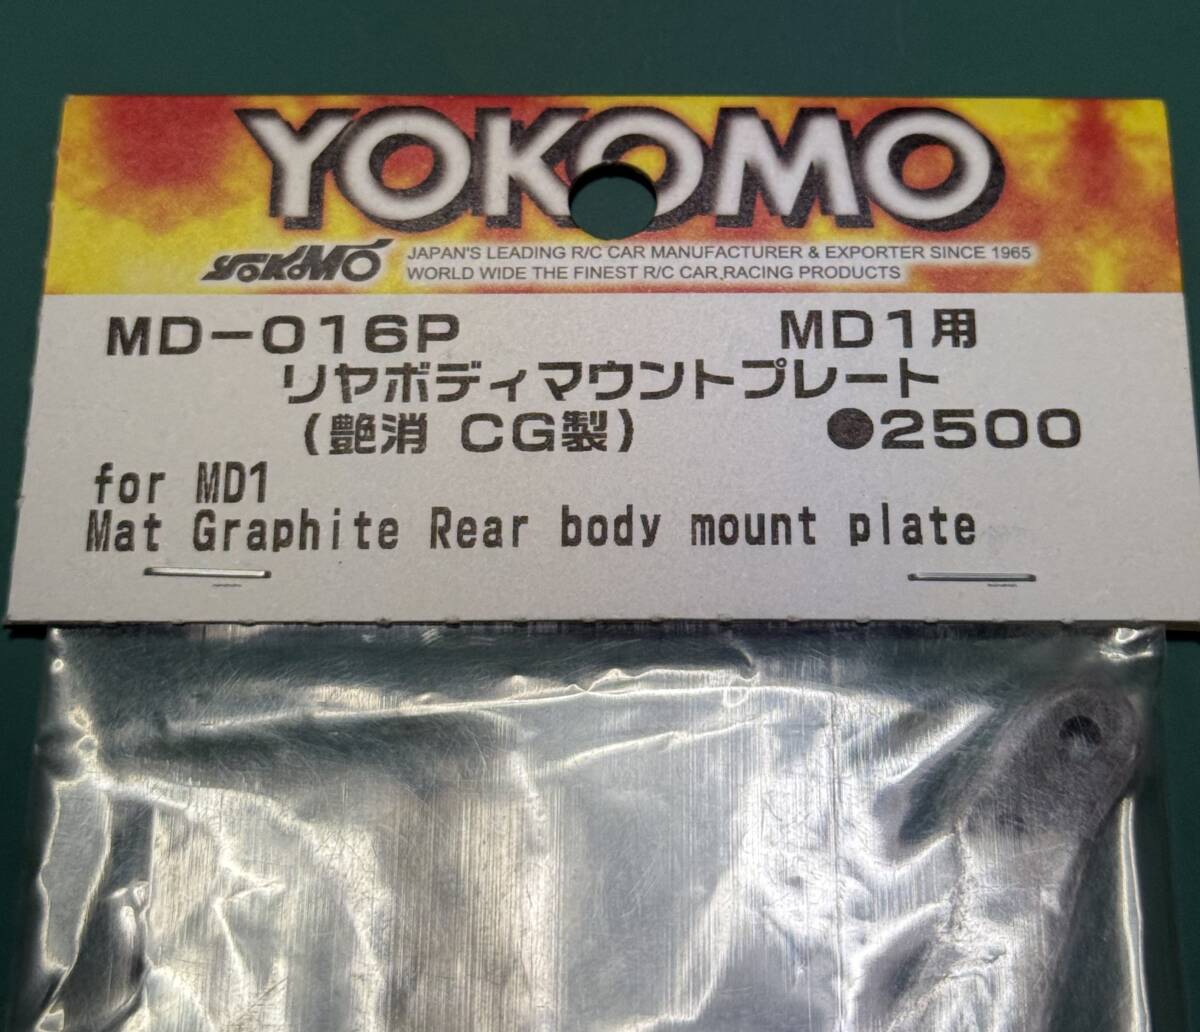 YOKOMO
YOKOMO
JAPAN'S LEADING R/C CAR MANUFACTURER & EXPORTER SINCE 1965
WORLD WIDE THE FINEST R/C CAR,RACING PRODUCTS
MD-016P MD1用
リヤボディマウントプレート
(艶消 CG製) ●2500
for MD1
Mat Graphite Rear body mount plate